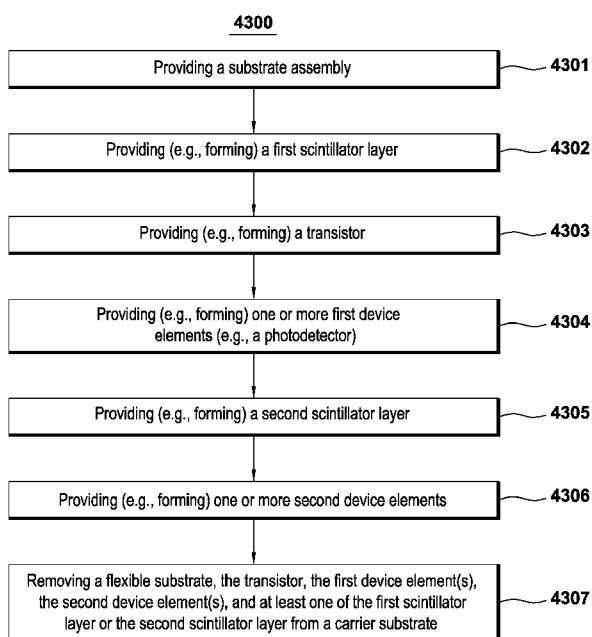 4300
Providing a substrate assembly
4301
Providing (e.g., forming) a first scintillator layer
4302
Providing (e.g., forming) a transistor
4303
Providing (e.g., forming) one or more first device
elements (e.g., a photodetector)
4304
Providing (e.g., forming) a second scintillator layer
4305
Providing (e.g., forming) one or more second device elements
4306
Removing a flexible substrate, the transistor, the first device element(s),
the second device element(s), and at least one of the first scintillator
layer or the second scintillator layer from a carrier substrate
4307